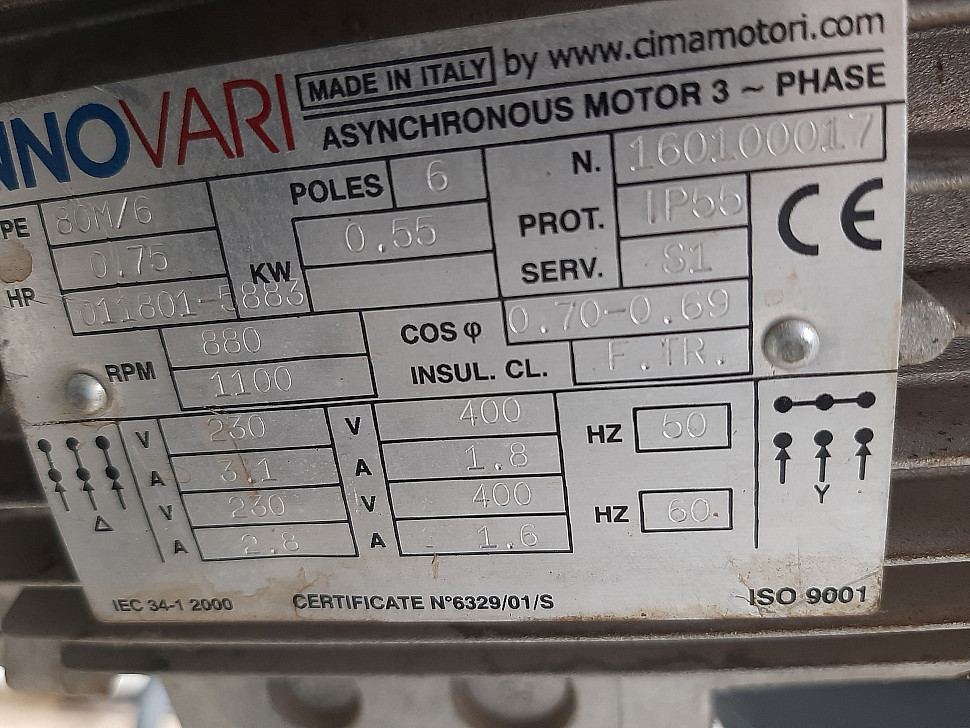 INNOVARI MADE IN ITALY by www.cimamotori.com
ASYNCHRONOUS MOTOR 3 ~ PHASE
PE 80M/6 POLES 6 N. 160100017
HP 0.75 KW 0.55 PROT. IP55
SERV. S1
011801-5883
RPM 880 COS φ 0.70-0.69
1100 INSUL. CL. F.TR.
V 230 V 400 HZ 50
A 3.1 A 1.8
V 230 V 400 HZ 60
A 2.8 A 1.6
Δ Y
IEC 34-1 2000 CERTIFICATE N°6329/01/S ISO 9001
CE